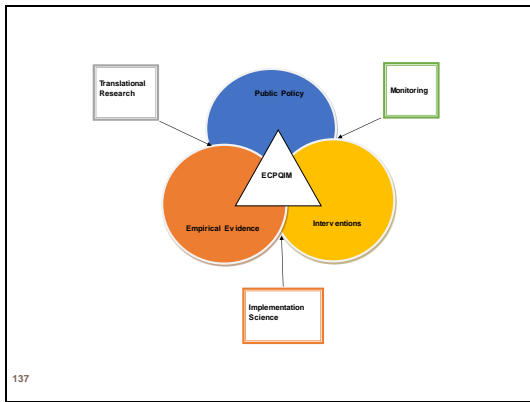 Translational
Research
Public Policy
Monitoring
ECPQIM
Empirical Evidence
Interventions
Implementation
Science
137